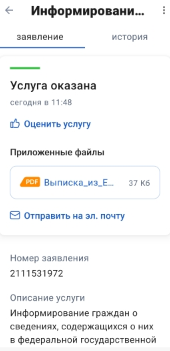 Информировани...
заявление
история
Услуга оказана
сегодня в 11:48
Оценить услугу
Приложенные файлы
PDF Выписка_из_Е... 37 Кб
Отправить на эл. почту
Номер заявления
2111531972
Описание услуги
Информирование граждан о
сведениях, содержащихся о них
в федеральной государственной